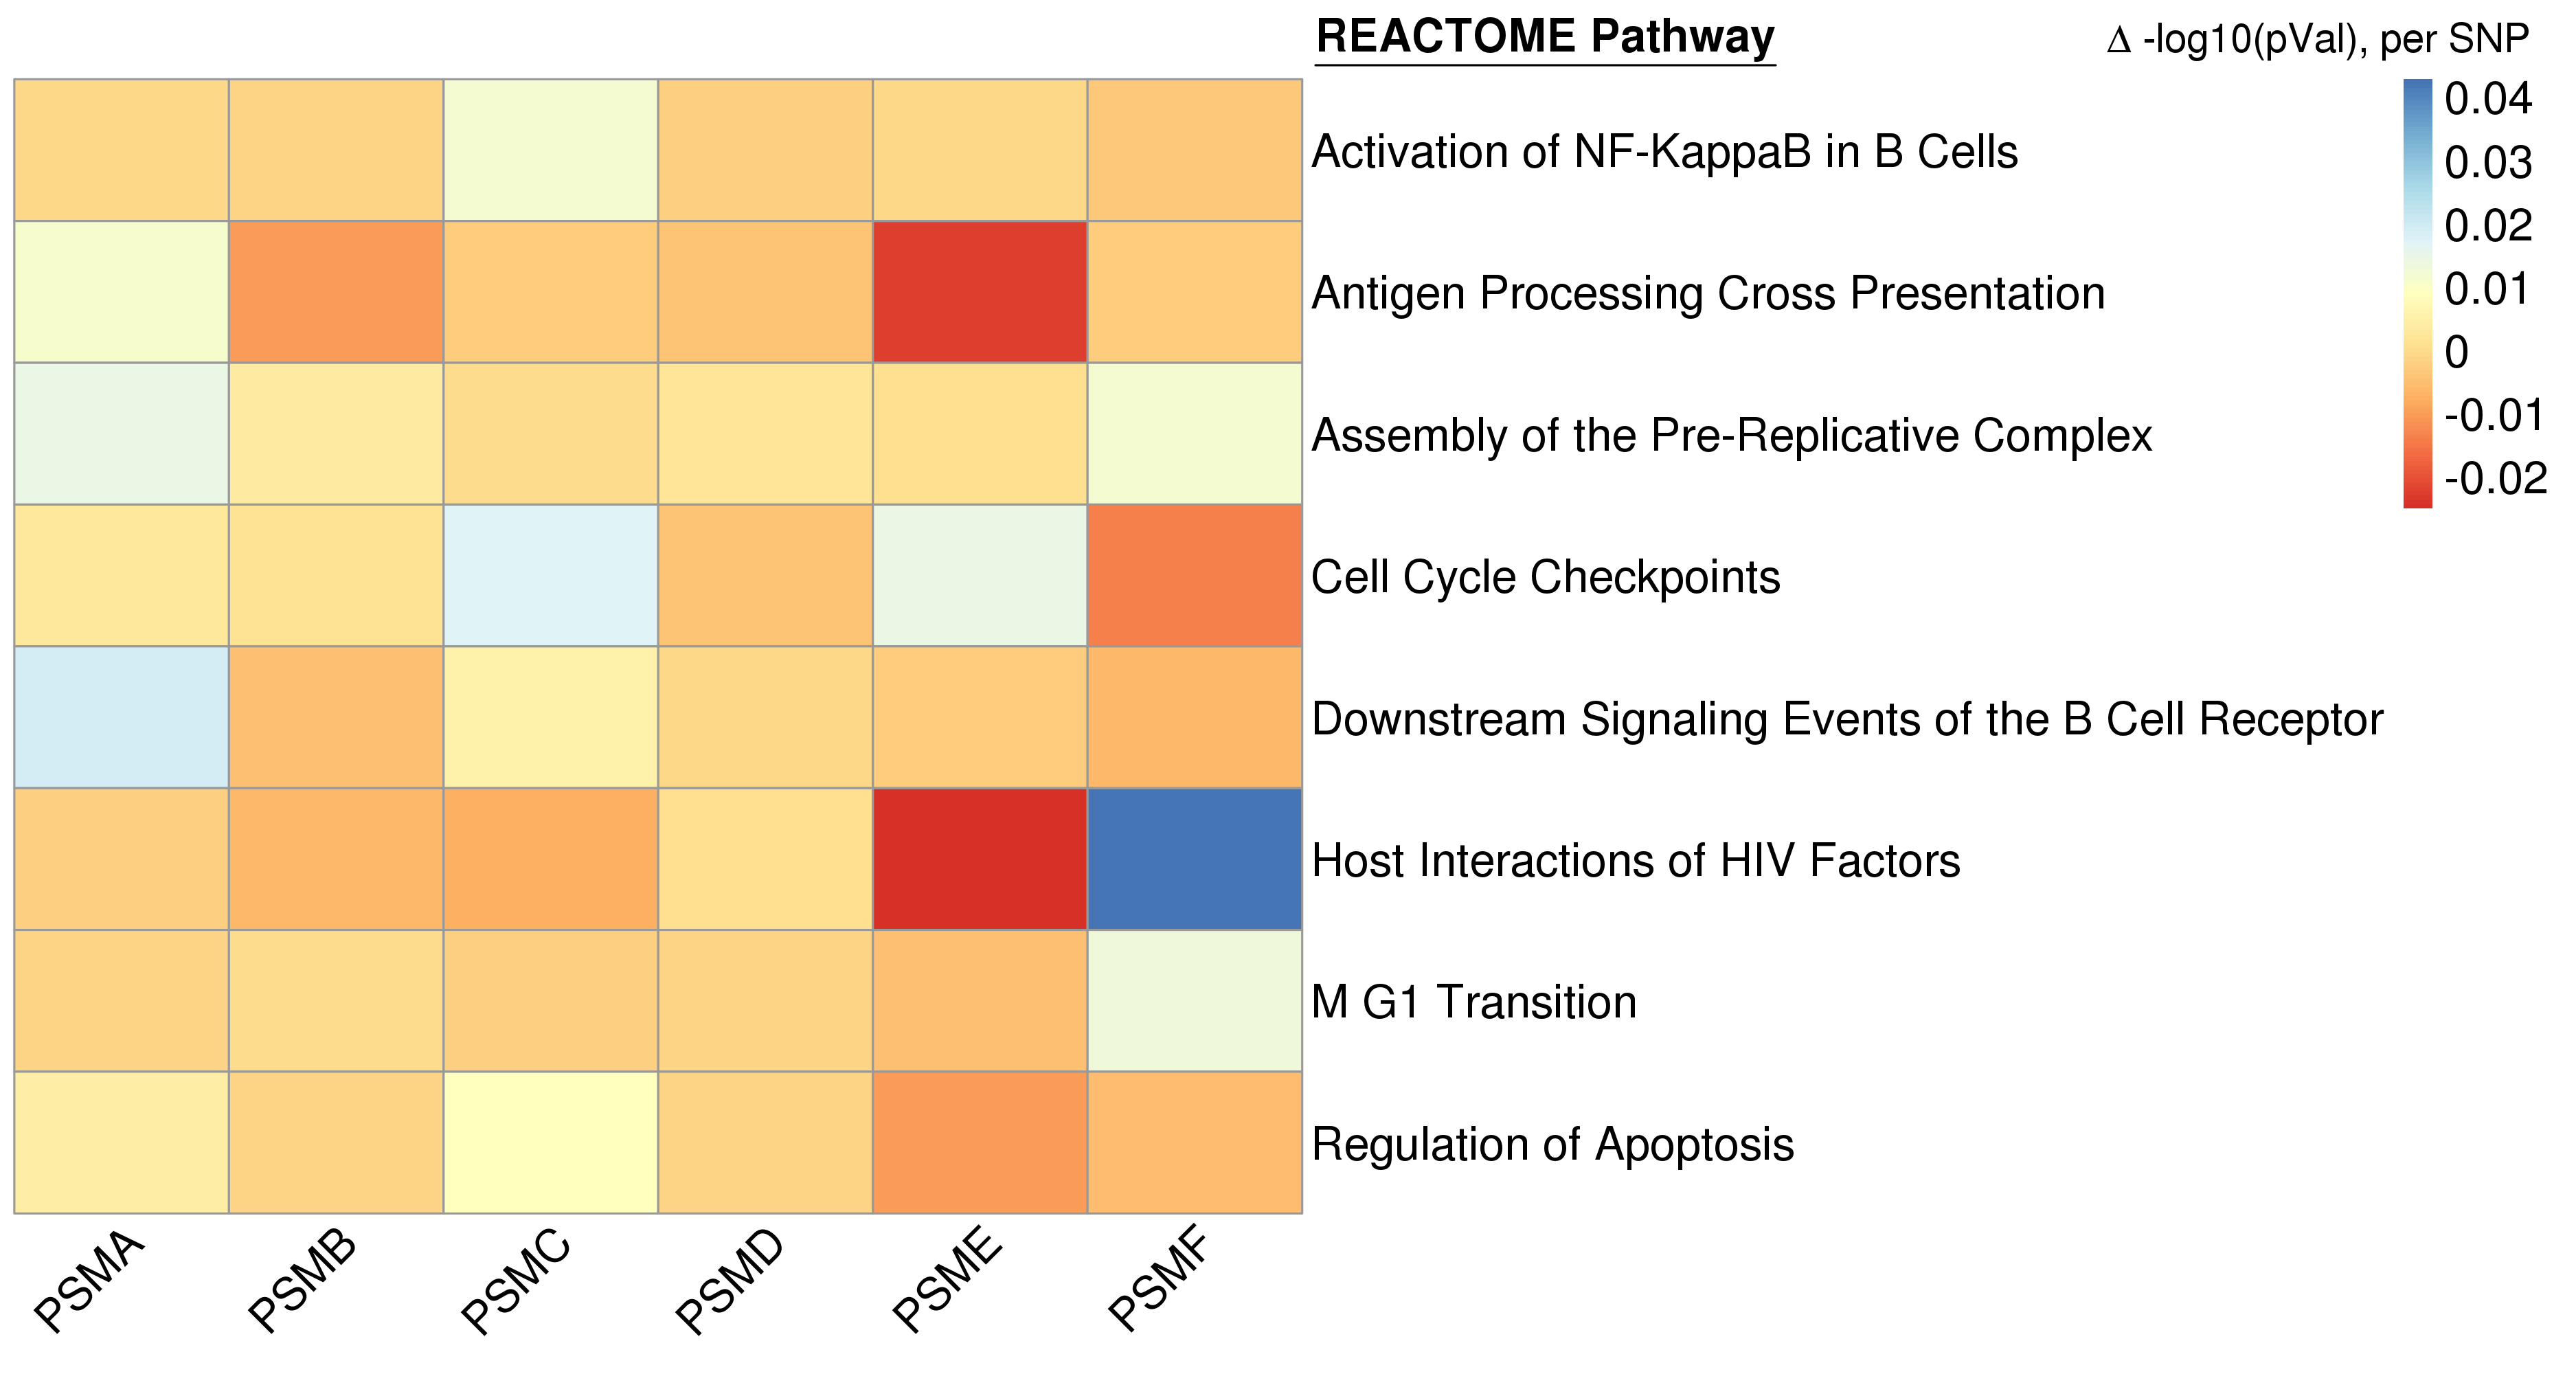 REACTOME Pathway
Δ -log10(pVal), per SNP
0.04
0.03
0.02
0.01
0
-0.01
-0.02
Activation of NF-KappaB in B Cells
Antigen Processing Cross Presentation
Assembly of the Pre-Replicative Complex
Cell Cycle Checkpoints
Downstream Signaling Events of the B Cell Receptor
Host Interactions of HIV Factors
M G1 Transition
Regulation of Apoptosis
PSMA
PSMB
PSMC
PSMD
PSME
PSMF